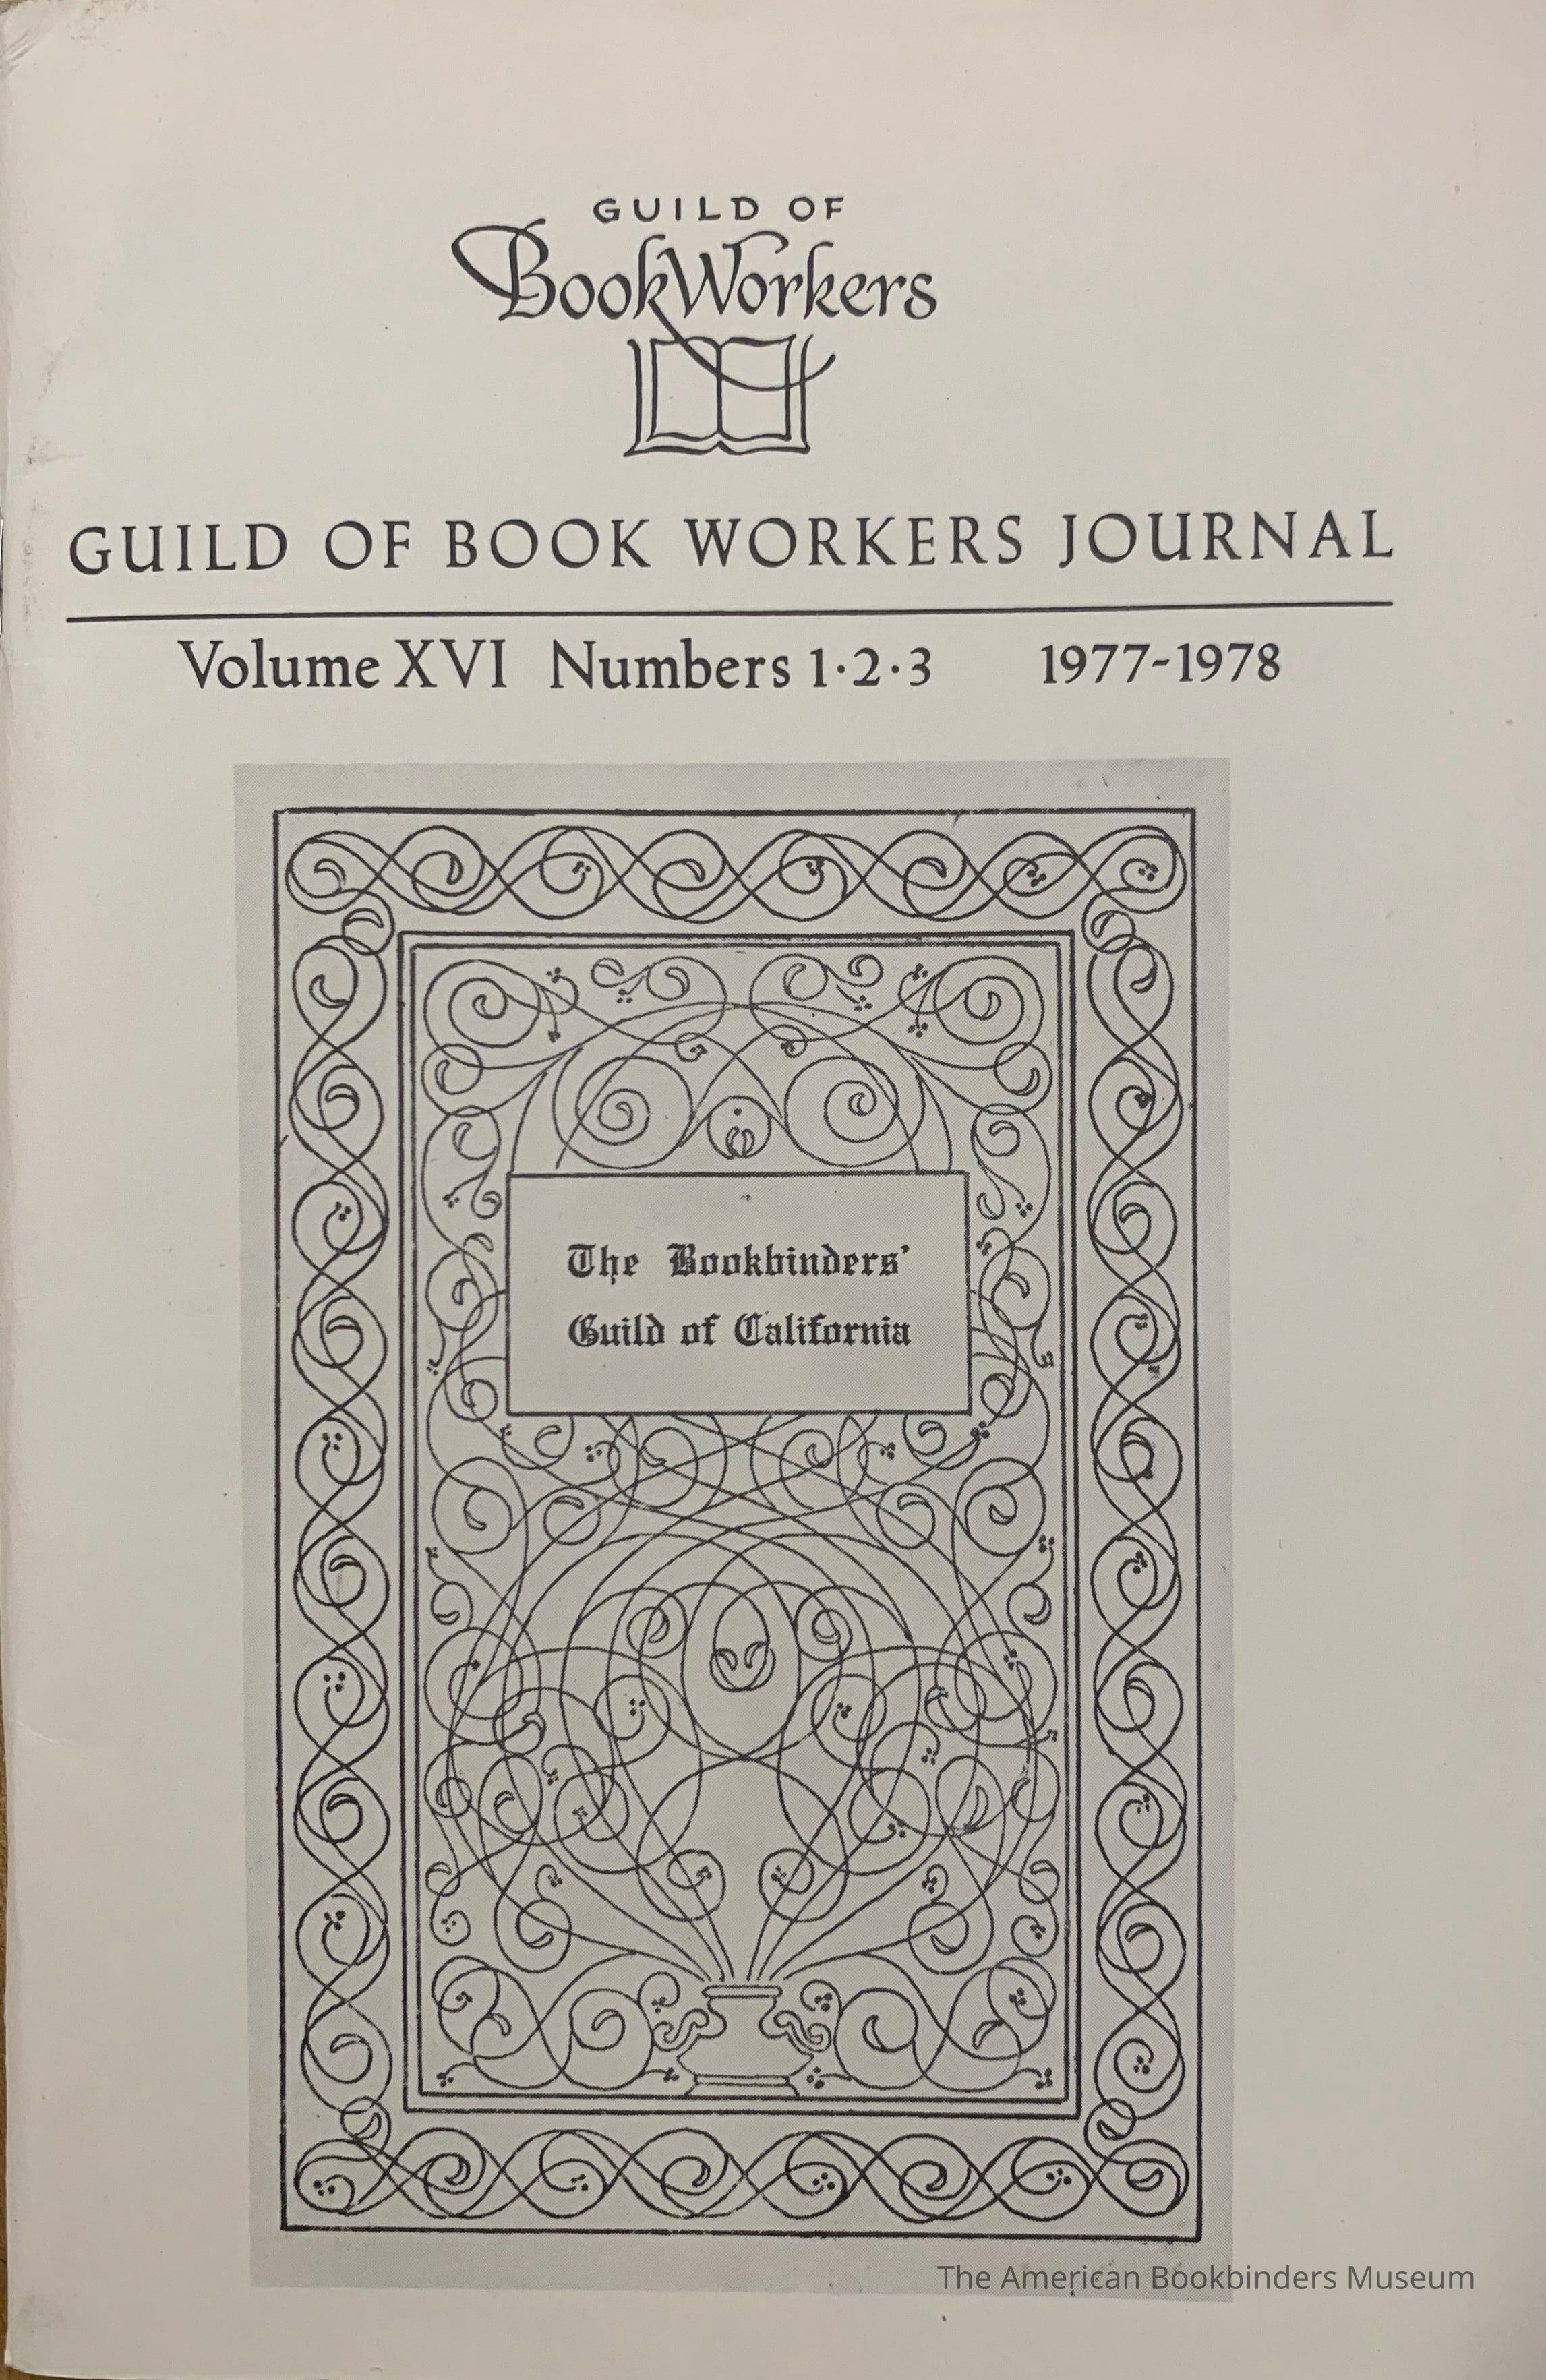 GUILD OF
BookWorkers
GUILD OF BOOK WORKERS JOURNAL
Volume XVI Numbers 1·2·3 1977-1978
The Bookbinders'
Guild of California
The American Bookbinders Museum